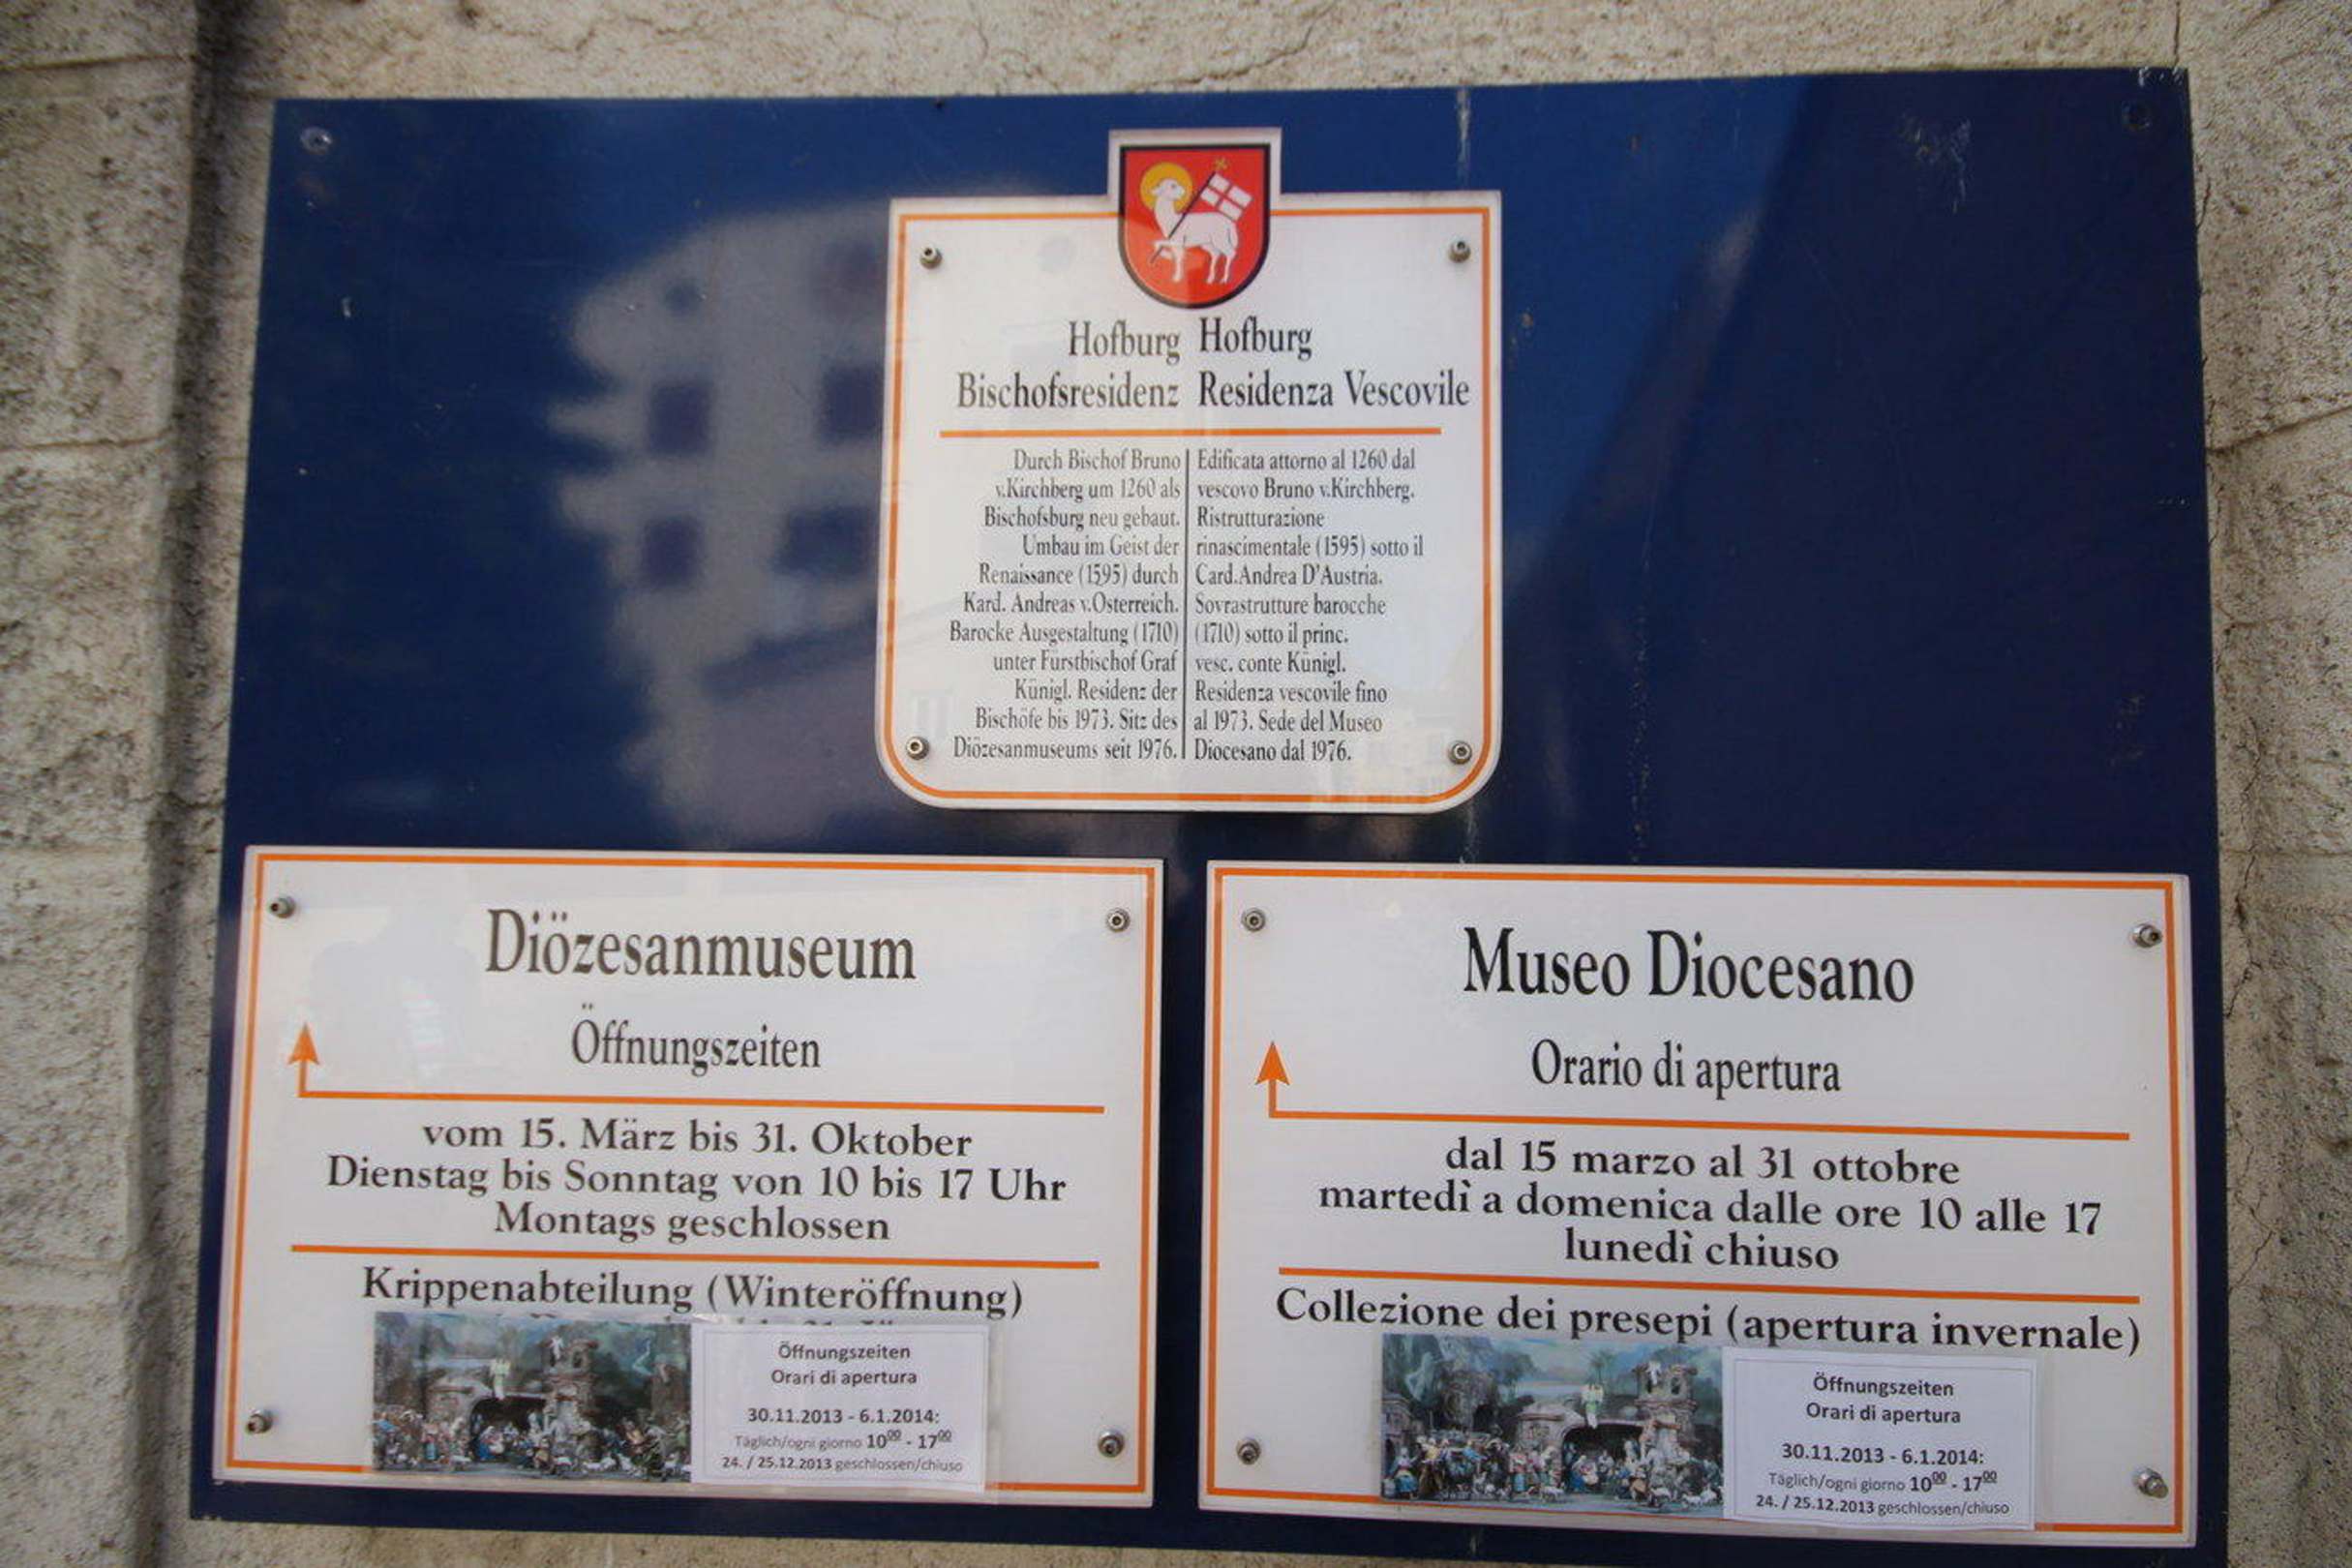 Hofburg
Bischofsresidenz
Durch Bischof Bruno
v.Kirchberg um 1260 als
Bischofsburg neu gebaut.
Umbau im Geist der
Renaissance (1595) durch
Kard. Andreas v.Österreich.
Barocke Ausgestaltung (1710)
unter Fürstbischof Graf
Künigl. Residenz der
Bischöfe bis 1973. Sitz des
Diözesanmuseums seit 1976.
Hofburg
Residenza Vescovile
Edificata attorno al 1260 dal
vescovo Bruno v.Kirchberg.
Ristrutturazione
rinascimentale (1595) sotto il
Card.Andrea D'Austria.
Sovrastrutture barocche
(1710) sotto il princ.
vesc. conte Künigl.
Residenza vescovile fino
al 1973. Sede del Museo
Diocesano dal 1976.
Diözesanmuseum
Öffnungszeiten
vom 15. März bis 31. Oktober
Dienstag bis Sonntag von 10 bis 17 Uhr
Montags geschlossen
Krippenabteilung (Winteröffnung)
Öffnungszeiten
Orari di apertura
30.11.2013 - 6.1.2014:
Täglich/ogni giorno 10⁰⁰ - 17⁰⁰
24. / 25.12.2013 geschlossen/chiuso
Museo Diocesano
Orario di apertura
dal 15 marzo al 31 ottobre
martedì a domenica dalle ore 10 alle 17
lunedì chiuso
Collezione dei presepi (apertura invernale)
Öffnungszeiten
Orari di apertura
30.11.2013 - 6.1.2014:
Täglich/ogni giorno 10⁰⁰ - 17⁰⁰
24. / 25.12.2013 geschlossen/chiuso